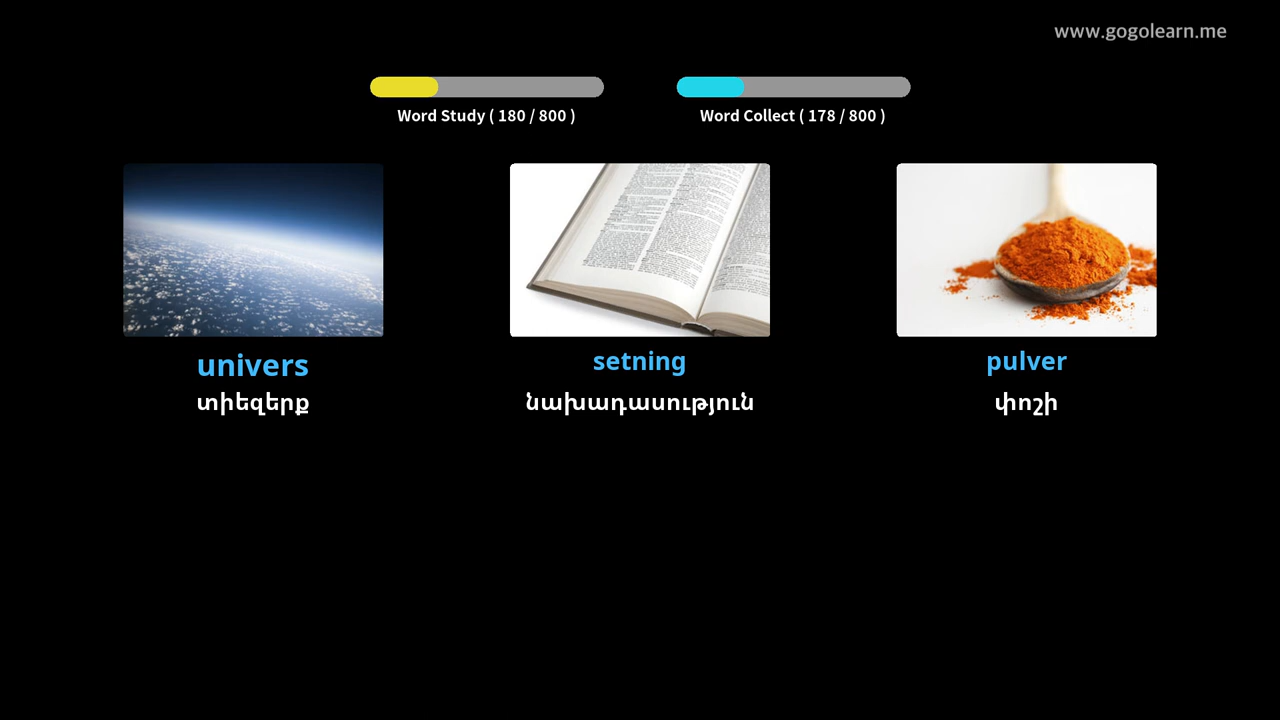 www.gogolearn.me
Word Study ( 180 / 800 )
Word Collect ( 178 / 800 )
univers
setning
pulver
տիեզերք
նախադասություն
փոշի